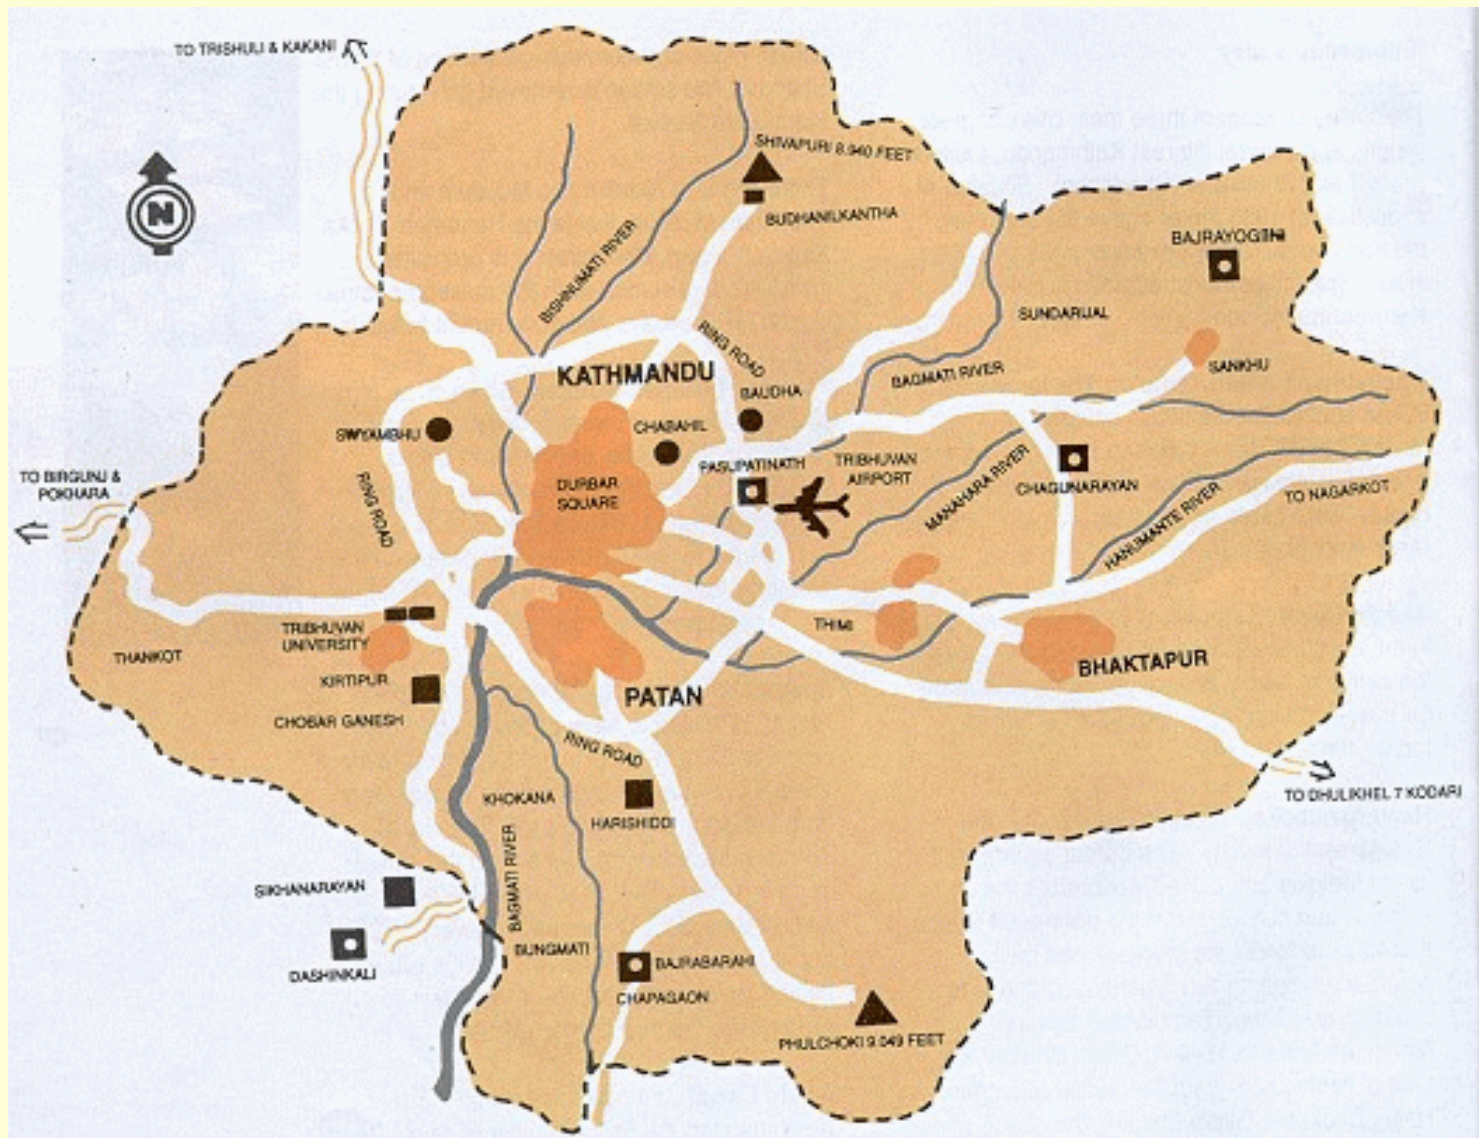 TO TRISHULI & KAKANI
SHIVAPURI 8.940 FEET
BUDHANILKANTHA
N
BISHNUMATI RIVER
BAJRAYOGINI
SUNDARIJAL
RING ROAD
KATHMANDU
BAUDHA
BAGMATI RIVER
SANKHU
SWYAMBHU
CHABAHIL
PASUPATINATH
TRIBHUVAN
AIRPORT
TO BIRGUNJ &
POKHARA
DURBAR
SQUARE
RING ROAD
MANAHARA RIVER
CHAGUNARAYAN
HANUMANTE RIVER
TO NAGARKOT
TRIBHUVAN
UNIVERSITY
THIMI
THANKOT
BHAKTAPUR
KIRTIPUR
PATAN
CHOBAR GANESH
RING ROAD
KHOKANA
HARISHIDDI
TO DHULIKHEL 7 KODARI
BAGMATI RIVER
SIKHANARAYAN
BUNGMATI
BAJRABARAHI
DASHINKALI
CHAPAGAON
PHULCHOKI 9.049 FEET